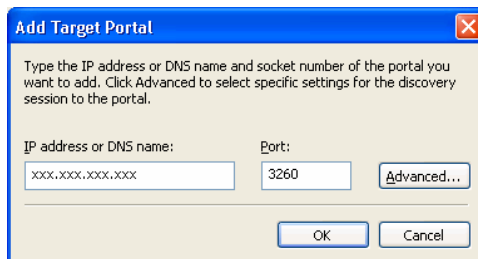 Add Target Portal
Type the IP address or DNS name and socket number of the portal you
want to add. Click Advanced to select specific settings for the discovery
session to the portal.
IP address or DNS name: Port:
xxx.xxx.xxx.xxx 3260 Advanced...
OK Cancel